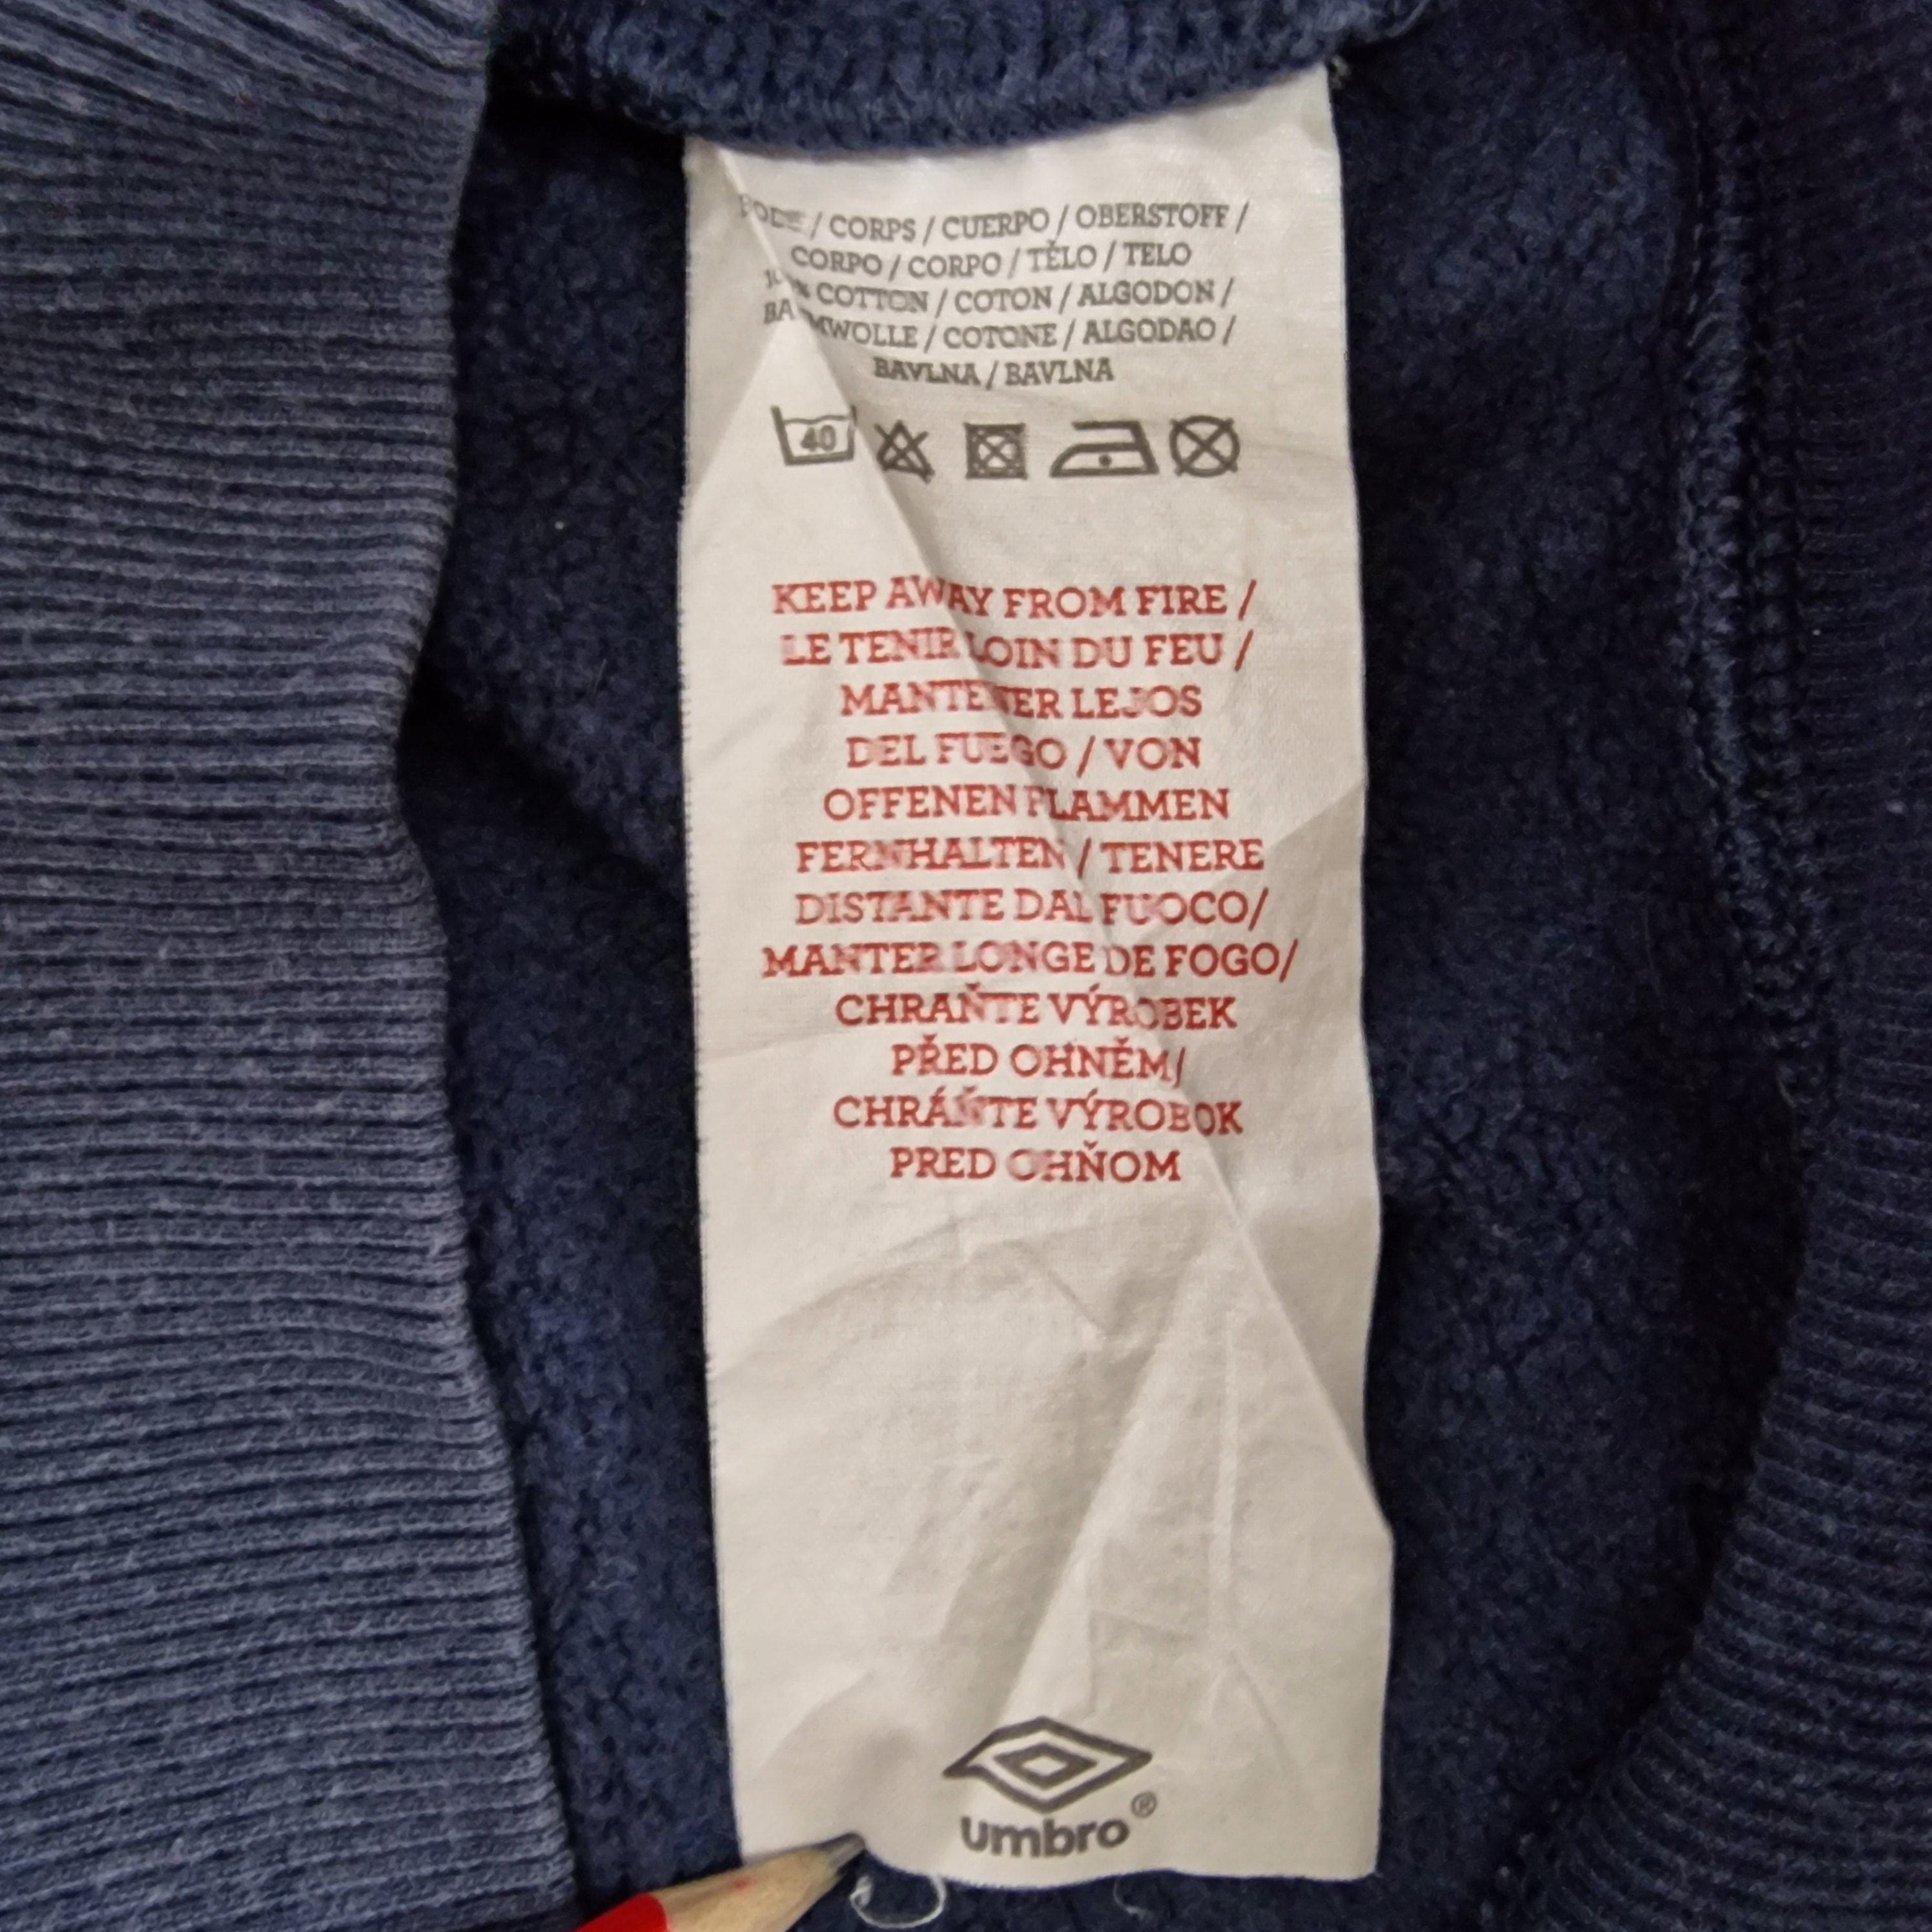 / CORPS / CUERPO / OBERSTOFF /
CORPO / CORPO / TĚLO / TELO
COTTON / COTON / ALGODON /
BAUMWOLLE / COTONE / ALGODAO /
BAVLNA / BAVLNA
40
KEEP AWAY FROM FIRE /
LE TENIR LOIN DU FEU /
MANTENER LEJOS
DEL FUEGO / VON
OFFENEN FLAMMEN
FERNHALTEN / TENERE
DISTANTE DAL FUOCO/
MANTER LONGE DE FOGO/
CHRAŇTE VÝROBEK
PŘED OHNĚM/
CHRÁŇTE VÝROBOK
PRED OHŇOM
umbro®